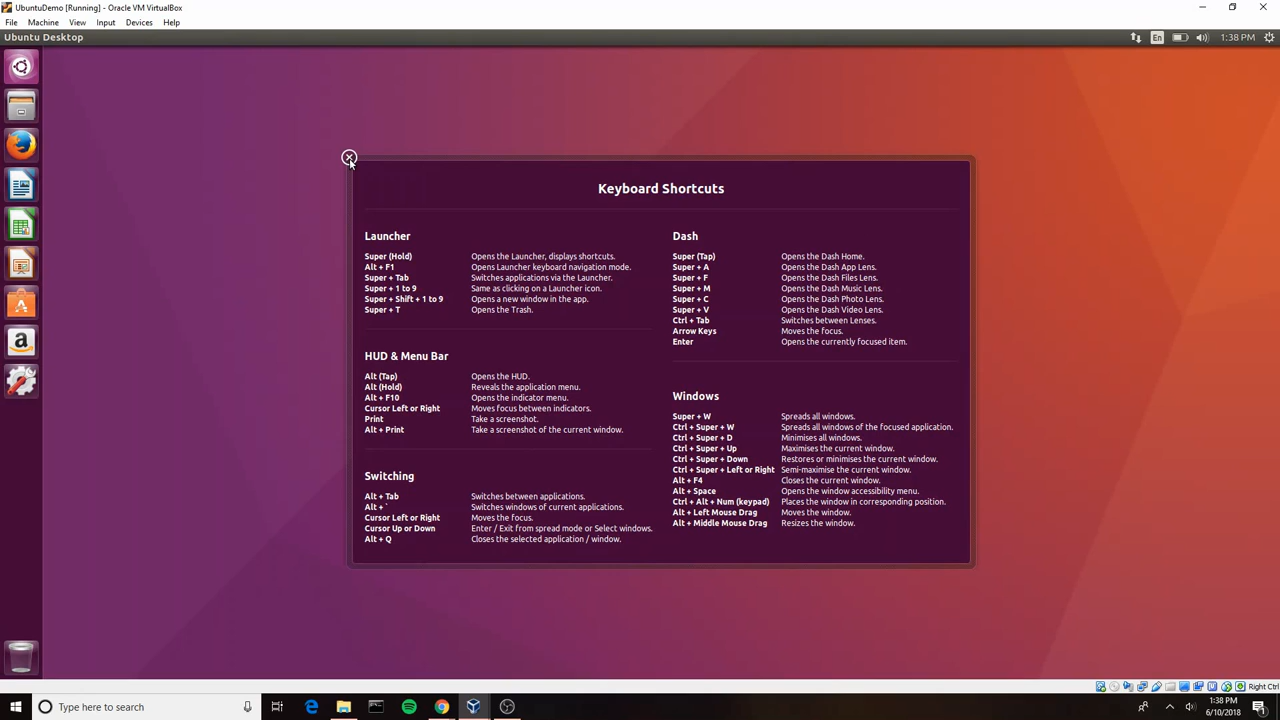 UbuntuDemo [Running] - Oracle VM VirtualBox
File Machine View Input Devices Help
Ubuntu Desktop
En
1:38 PM
Keyboard Shortcuts
Launcher
Super (Hold) Opens the Launcher, displays shortcuts.
Alt + F1 Opens Launcher keyboard navigation mode.
Super + Tab Switches applications via the Launcher.
Super + 1 to 9 Same as clicking on a Launcher icon.
Super + Shift + 1 to 9 Opens a new window in the app.
Super + T Opens the Trash.
HUD & Menu Bar
Alt (Tap) Opens the HUD.
Alt (Hold) Reveals the application menu.
Alt + F10 Opens the indicator menu.
Cursor Left or Right Moves focus between indicators.
Print Take a screenshot.
Alt + Print Take a screenshot of the current window.
Switching
Alt + Tab Switches between applications.
Alt + ` Switches windows of current applications.
Cursor Left or Right Moves the focus.
Cursor Up or Down Enter / Exit from spread mode or Select windows.
Alt + Q Closes the selected application / window.
Dash
Super (Tap) Opens the Dash Home.
Super + A Opens the Dash App Lens.
Super + F Opens the Dash Files Lens.
Super + M Opens the Dash Music Lens.
Super + C Opens the Dash Photo Lens.
Super + V Opens the Dash Video Lens.
Ctrl + Tab Switches between Lenses.
Arrow Keys Moves the focus.
Enter Opens the currently focused item.
Windows
Super + W Spreads all windows.
Ctrl + Super + W Spreads all windows of the focused application.
Ctrl + Super + D Minimises all windows.
Ctrl + Super + Up Maximises the current window.
Ctrl + Super + Down Restores or minimises the current window.
Ctrl + Super + Left or Right Semi-maximise the current window.
Alt + F4 Closes the current window.
Alt + Space Opens the window accessibility menu.
Ctrl + Alt + Num (keypad) Places the window in corresponding position.
Alt + Left Mouse Drag Moves the window.
Alt + Middle Mouse Drag Resizes the window.
Right Ctrl
Type here to search
1:38 PM
6/10/2018